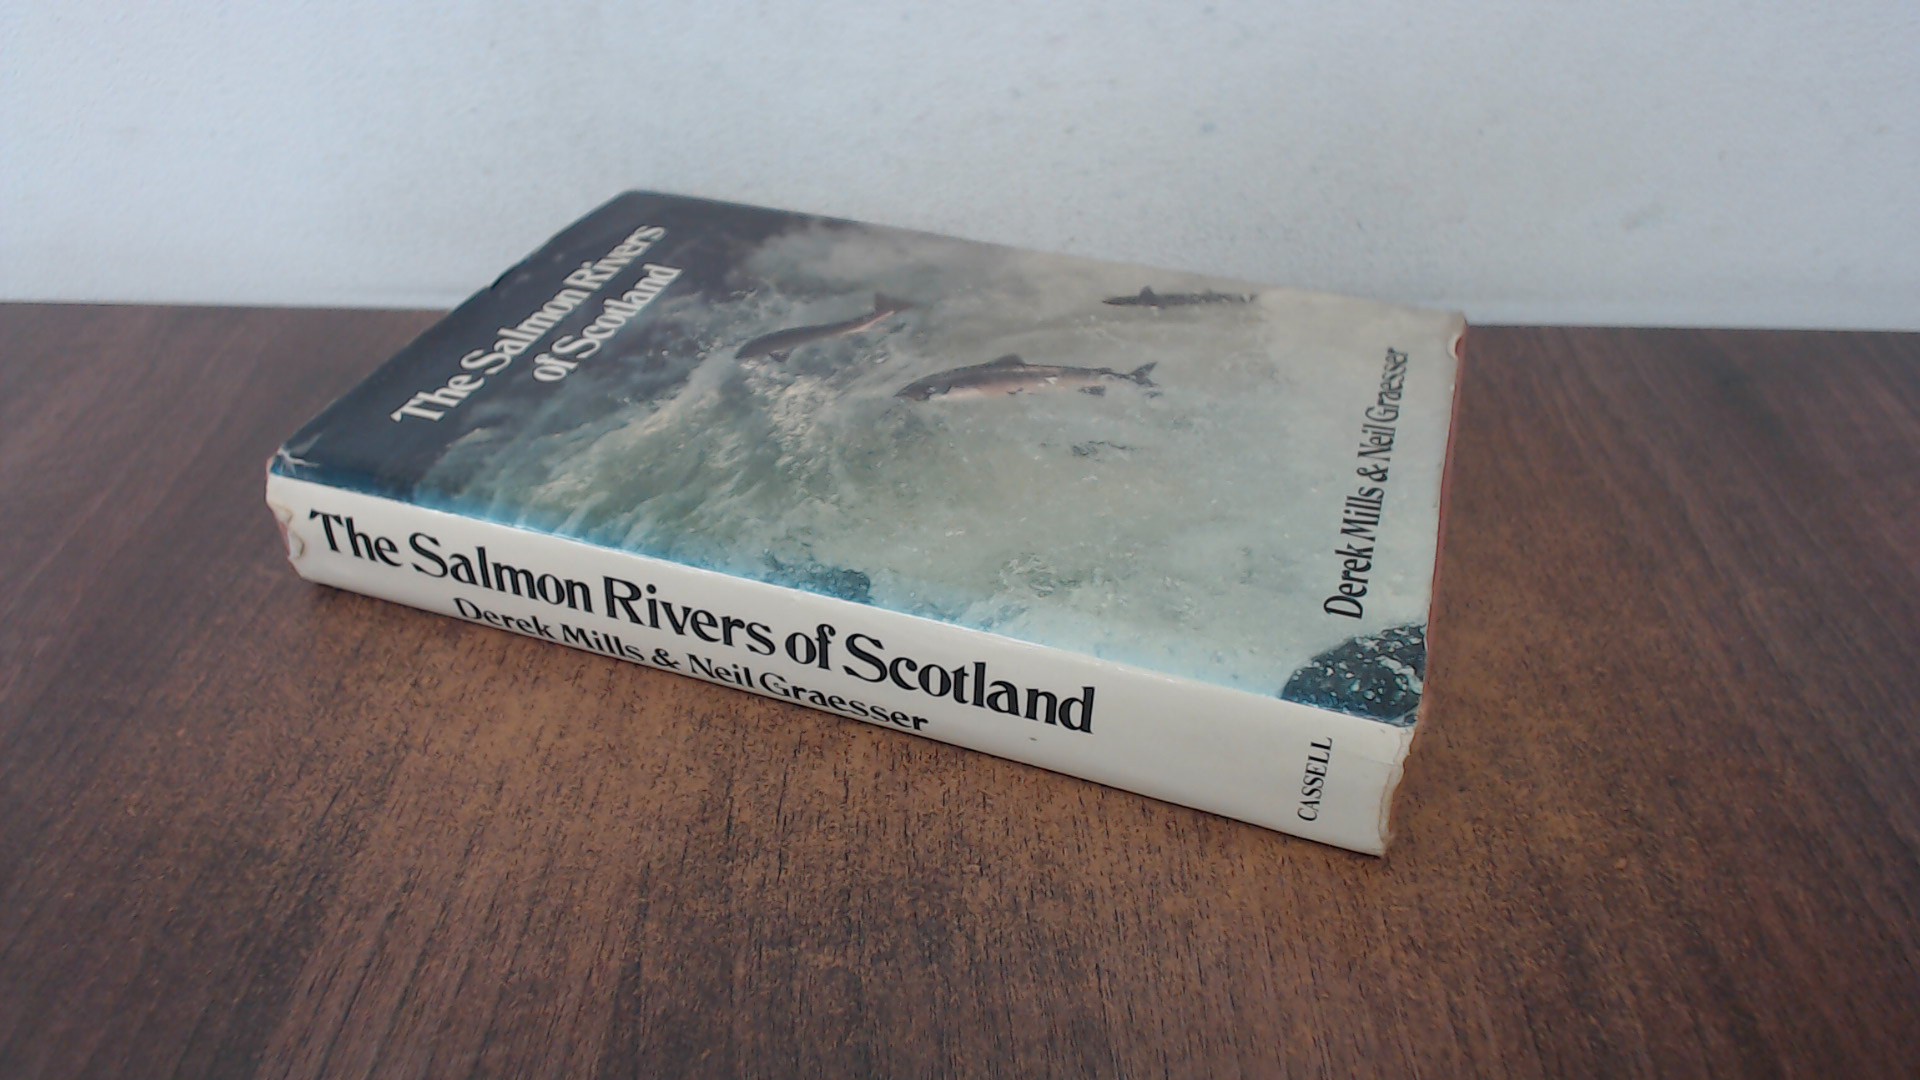 The Salmon Rivers
of Scotland
Derek Mills & Neil Graesser
The Salmon Rivers of Scotland
Derek Mills & Neil Graesser
CASSELL